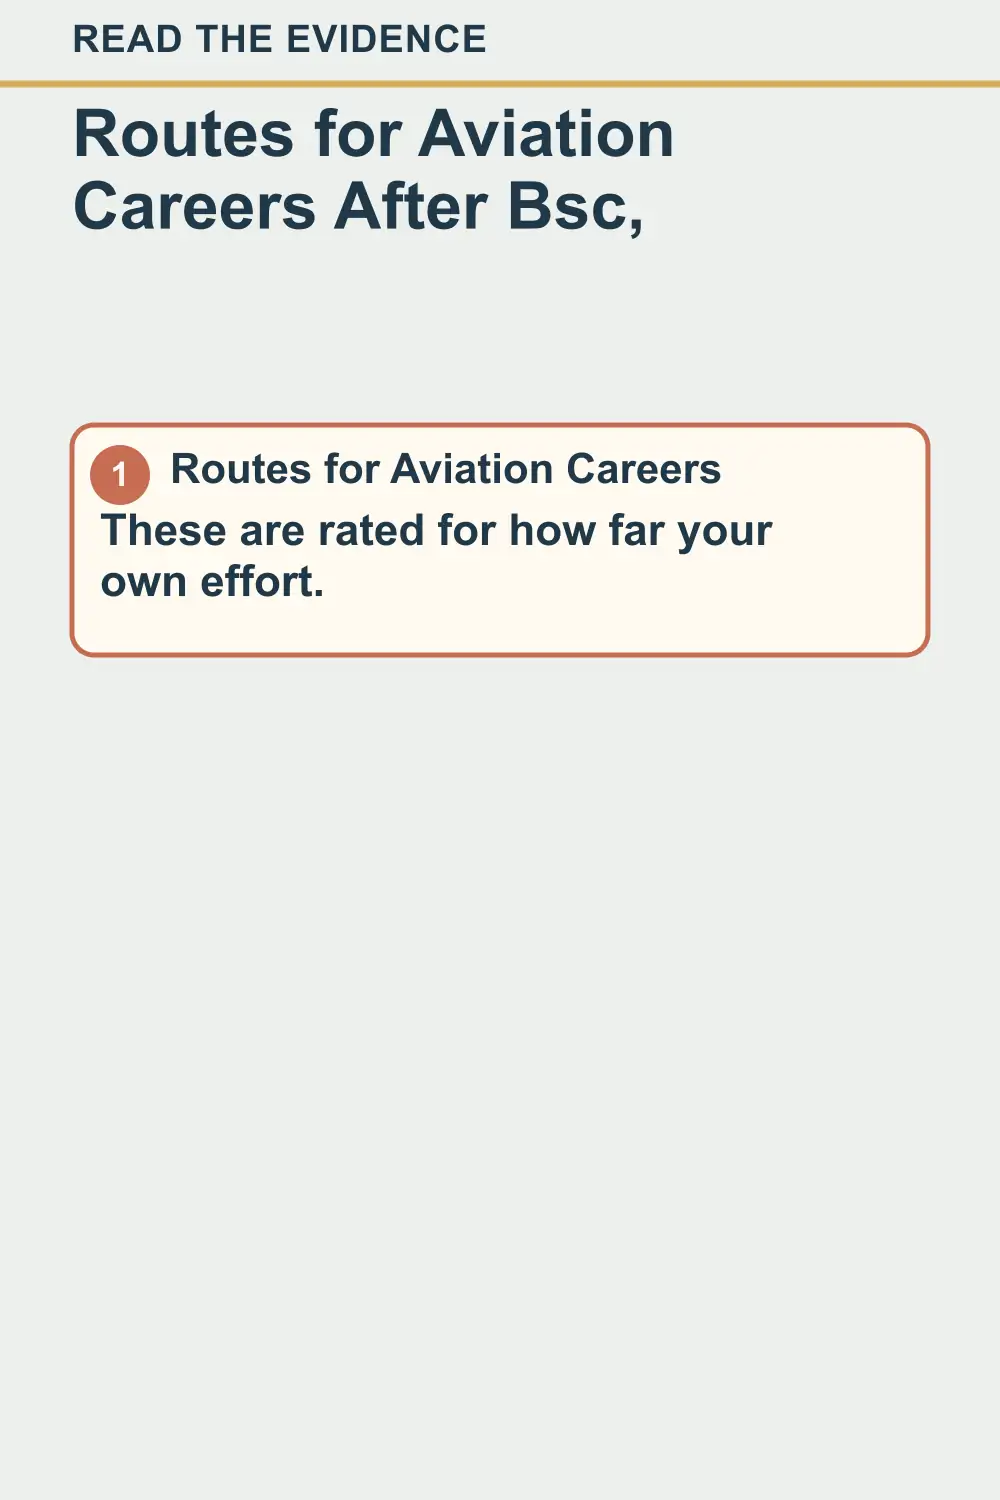 READ THE EVIDENCE
Routes for Aviation
Careers After Bsc,
1 Routes for Aviation Careers
These are rated for how far your
own effort.